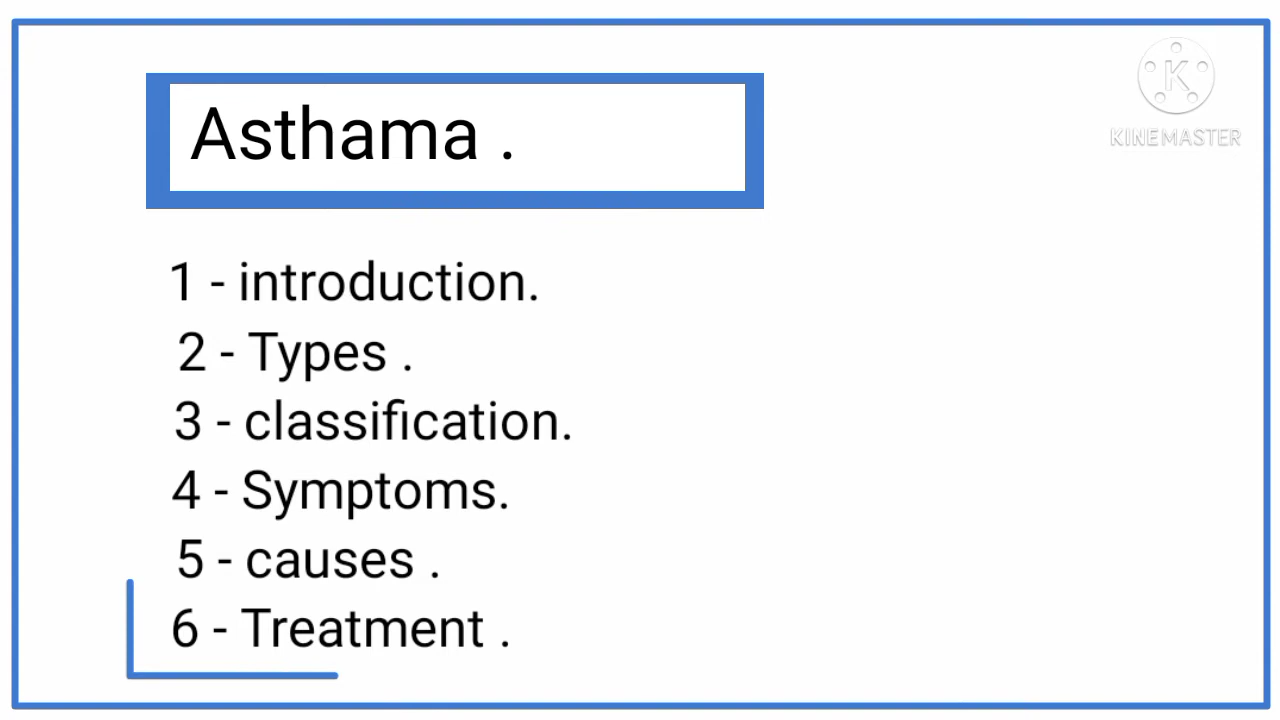 Asthama .
KINEMASTER
1 - introduction.
2 - Types .
3 - classification.
4 - Symptoms.
5 - causes .
6 - Treatment .